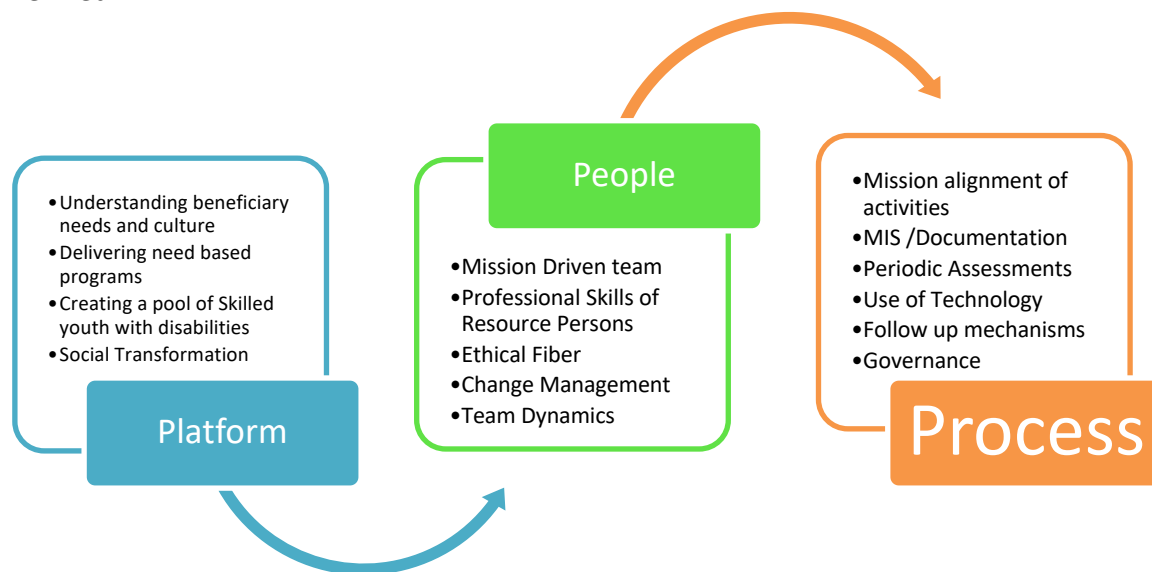 •Understanding beneficiary
needs and culture
•Delivering need based
programs
•Creating a pool of Skilled
youth with disabilities
•Social Transformation
Platform
People
•Mission Driven team
•Professional Skills of
Resource Persons
•Ethical Fiber
•Change Management
•Team Dynamics
•Mission alignment of
activities
•MIS /Documentation
•Periodic Assessments
•Use of Technology
•Follow up mechanisms
•Governance
Process